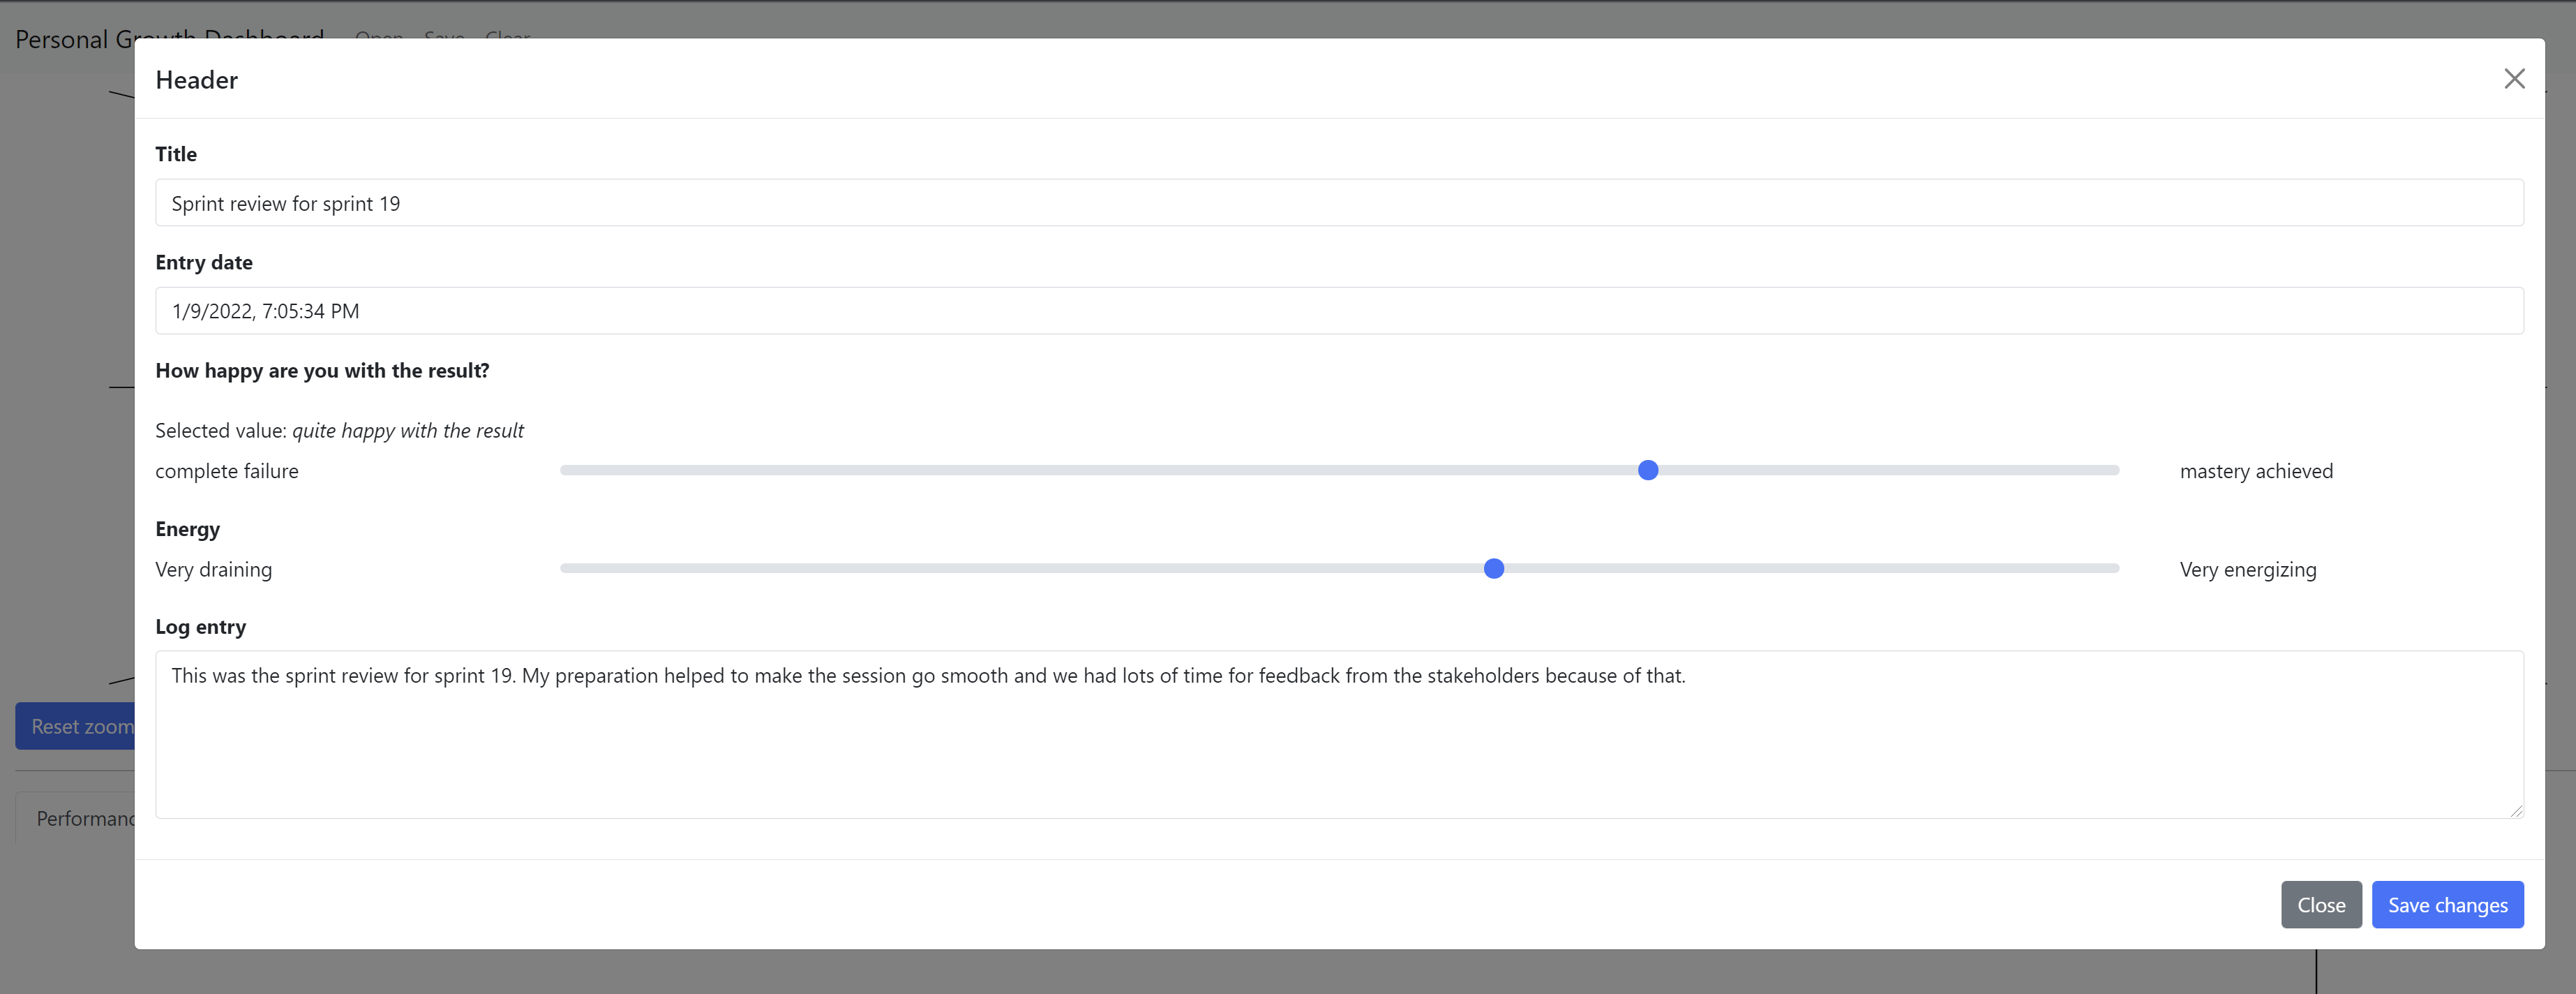 Personal Growth Dashboard Open Save Clear
Header
Title
Sprint review for sprint 19
Entry date
1/9/2022, 7:05:34 PM
How happy are you with the result?
Selected value: quite happy with the result
complete failure mastery achieved
Energy
Very draining Very energizing
Log entry
This was the sprint review for sprint 19. My preparation helped to make the session go smooth and we had lots of time for feedback from the stakeholders because of that.
Reset zoom
Performanc
Close Save changes